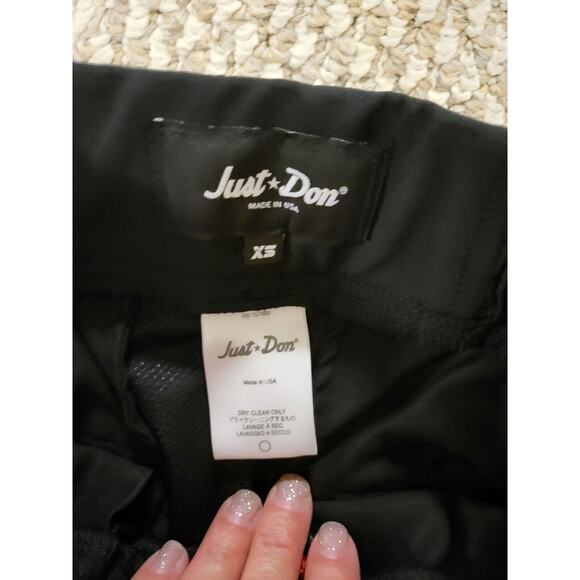 Just★Don®
MADE IN USA
XS
Just★Don®
Made in USA
DRY CLEAN ONLY
ドライクリーニングするもの
LAVAGE À SEC
LAVAGGIO A SECCO